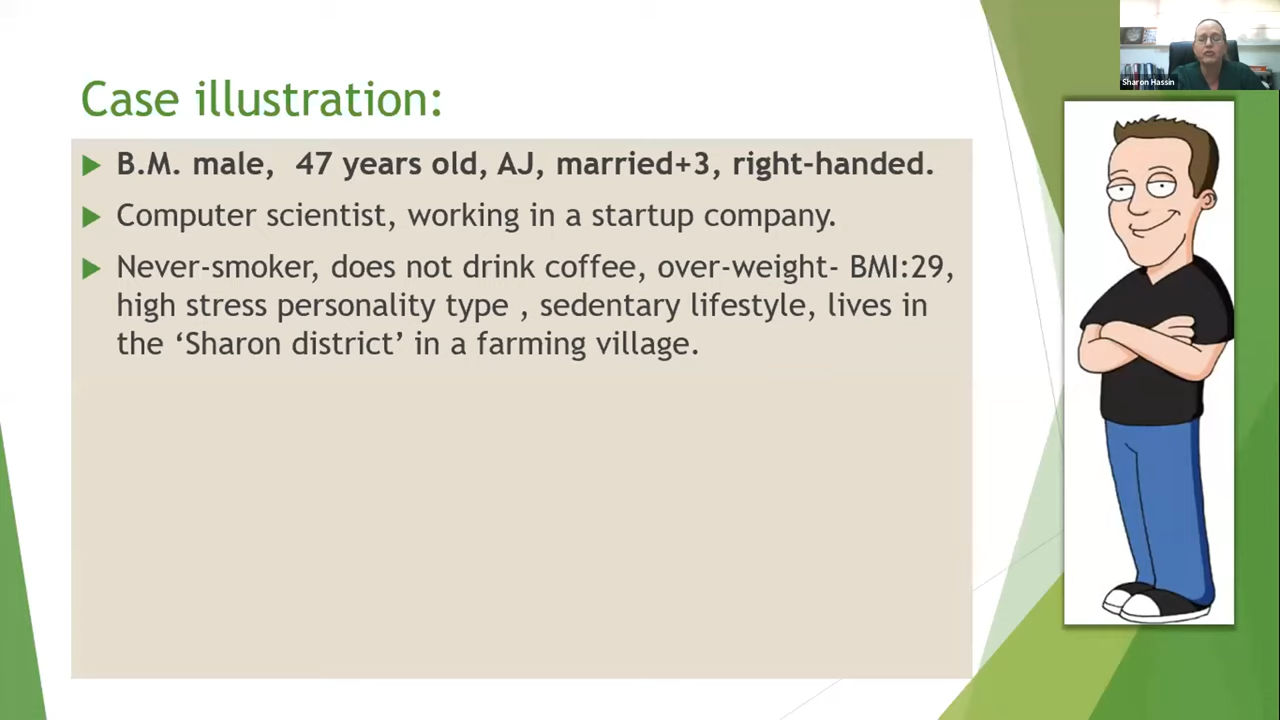 Sharon Hassin
Case illustration:
B.M. male, 47 years old, AJ, married+3, right-handed.
Computer scientist, working in a startup company.
Never-smoker, does not drink coffee, over-weight- BMI:29,
high stress personality type , sedentary lifestyle, lives in
the ‘Sharon district’ in a farming village.